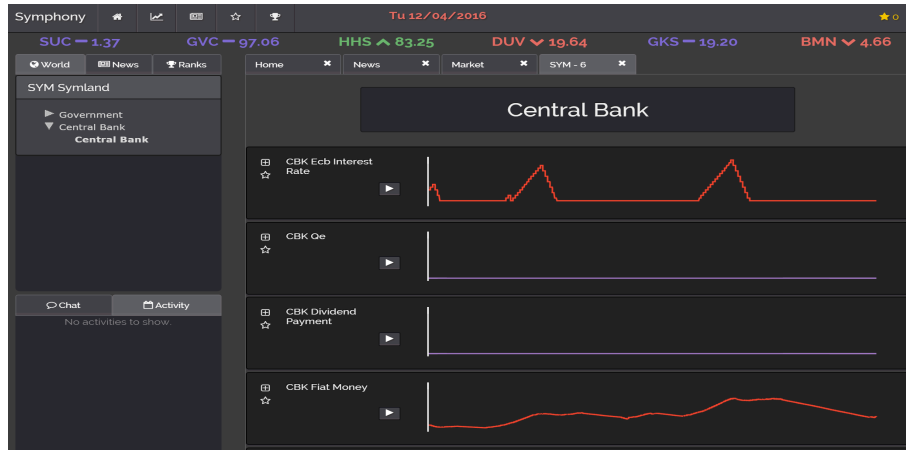 Symphony
Tu 12/04/2016
0
SUC 1.37 GVC 97.06 HHS 83.25 DUV 19.64 GKS 19.20 BMN 4.66
World News Ranks
Home News Market SYM - 6
SYM Symland
Government
Central Bank
Central Bank
Central Bank
CBK Ecb Interest
Rate
CBK Qe
Chat Activity
No activities to show.
CBK Dividend
Payment
CBK Fiat Money